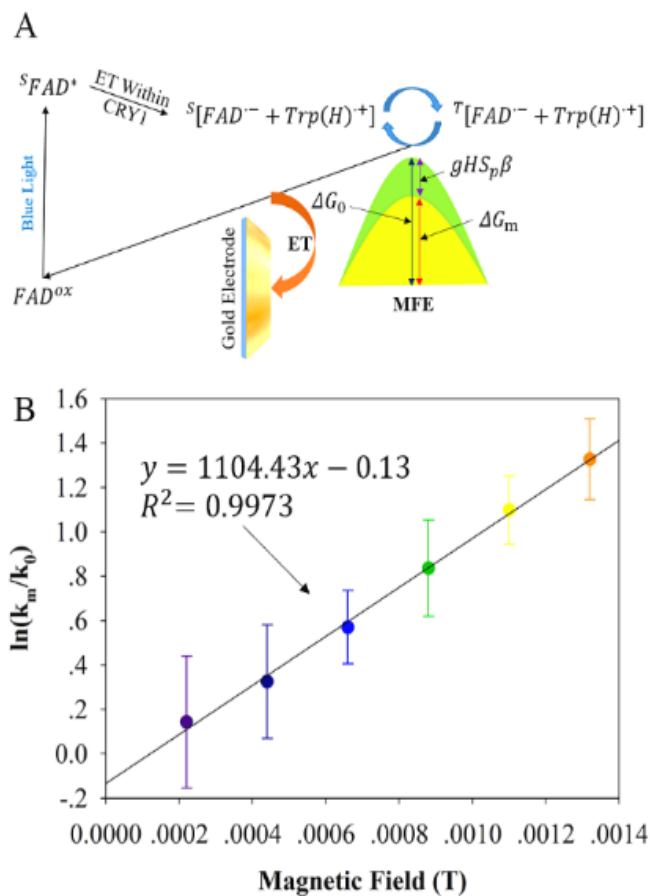 A
ˢFAD* ET Within CRY1 ˢ[FAD·⁻ + Trp(H)·⁺] ᵀ[FAD·⁻ + Trp(H)·⁺]
Blue Light
gHSₚβ
ΔG₀
ΔGₘ
ET
FADᵒˣ
MFE
Gold Electrode
B
1.6
1.4
1.2
1.0
.8
.6
.4
.2
0.0
-.2
y = 1104.43x − 0.13
R² = 0.9973
ln(kₘ/k₀)
0.0000 .0002 .0004 .0006 .0008 .0010 .0012 .0014
Magnetic Field (T)